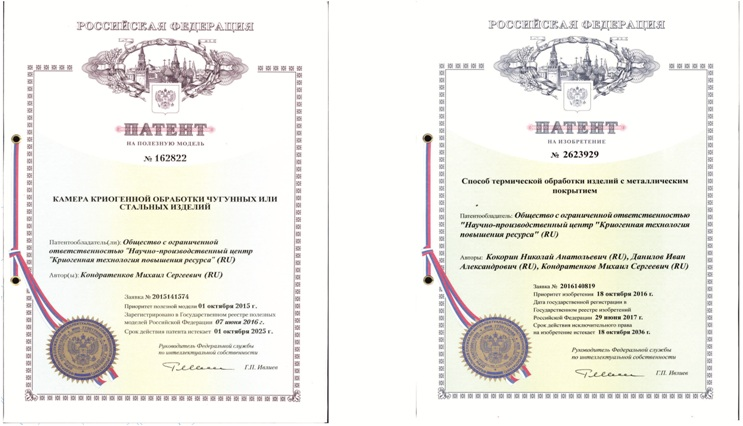 РОССИЙСКАЯ ФЕДЕРАЦИЯ
ПАТЕНТ
НА ПОЛЕЗНУЮ МОДЕЛЬ
№ 162822
КАМЕРА КРИОГЕННОЙ ОБРАБОТКИ ЧУГУННЫХ ИЛИ
СТАЛЬНЫХ ИЗДЕЛИЙ
Патентообладатель(ли): Общество с ограниченной
ответственностью "Научно-производственный центр
"Криогенная технология повышения ресурса" (RU)
Автор(ы): Кондратенков Михаил Сергеевич (RU)
Заявка № 2015141574
Приоритет полезной модели 01 октября 2015 г.
Зарегистрировано в Государственном реестре полезных
моделей Российской Федерации 07 июня 2016 г.
Срок действия патента истекает 01 октября 2025 г.
Руководитель Федеральной службы
по интеллектуальной собственности
Г.П. Ивлиев
РОССИЙСКАЯ ФЕДЕРАЦИЯ
ПАТЕНТ
НА ИЗОБРЕТЕНИЕ
№ 2623929
Способ термической обработки изделий с металлическим
покрытием
Патентообладатель: Общество с ограниченной ответственностью
"Научно-производственный центр "Криогенная технология
повышения ресурса" (RU)
Авторы: Кокорин Николай Анатольевич (RU), Данилов Иван
Александрович (RU), Кондратенков Михаил Сергеевич (RU)
Заявка № 2016140819
Приоритет изобретения 18 октября 2016 г.
Дата государственной регистрации в
Государственном реестре изобретений
Российской Федерации 29 июня 2017 г.
Срок действия исключительного права
на изобретение истекает 18 октября 2036 г.
Руководитель Федеральной службы
по интеллектуальной собственности
Г.П. Ивлиев